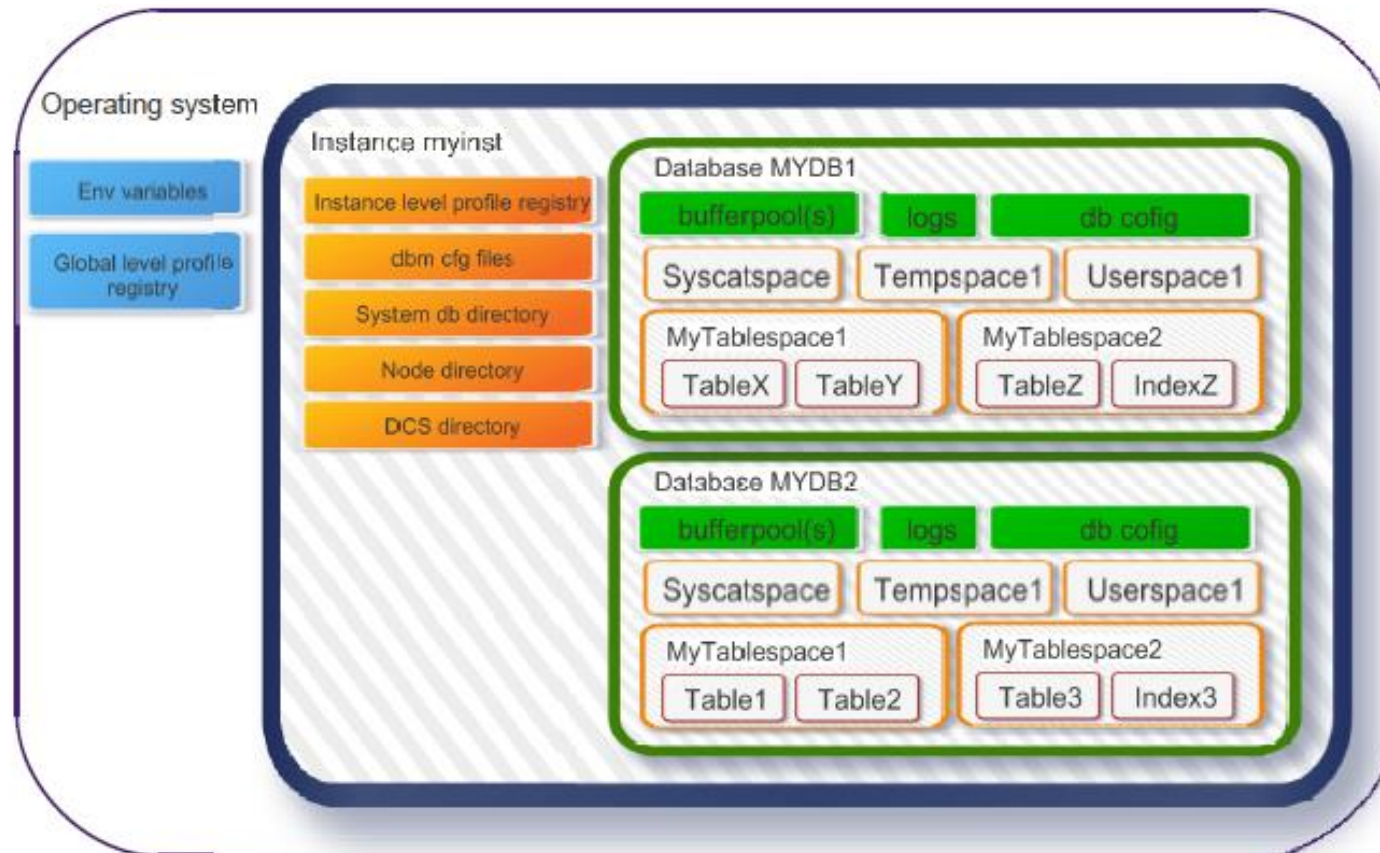 Operating system
Env variables
Global level profile
registry
Instance myinst
Instance level profile registry
dbm cfg files
System db directory
Node directory
DCS directory
Database MYDB1
bufferpool(s) logs db cofig
Syscatspace Tempspace1 Userspace1
MyTablespace1 MyTablespace2
TableX TableY TableZ IndexZ
Database MYDB2
bufferpool(s) logs db cofig
Syscatspace Tempspace1 Userspace1
MyTablespace1 MyTablespace2
Table1 Table2 Table3 Index3